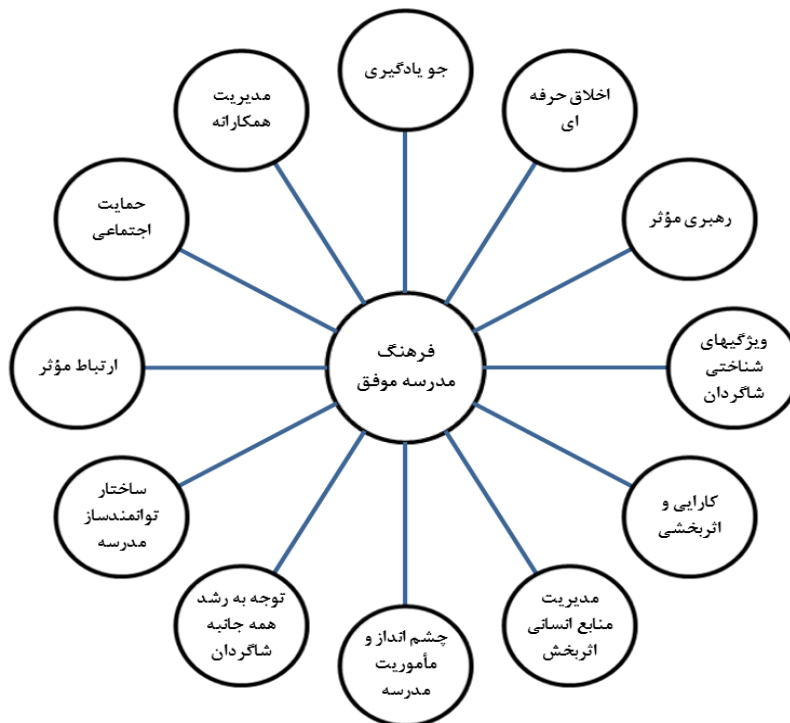 جو یادگیری
اخلاق حرفه
ای
رهبری مؤثر
ویژگیهای
شناختی
شاگردان
کارایی و
اثربخشی
مدیریت
منابع انسانی
اثربخش
چشم انداز و
مأموریت
مدرسه
توجه به رشد
همه جانبه
شاگردان
ساختار
توانمندساز
مدرسه
ارتباط مؤثر
حمایت
اجتماعی
مدیریت
همکارانه
فرهنگ
مدرسه موفق